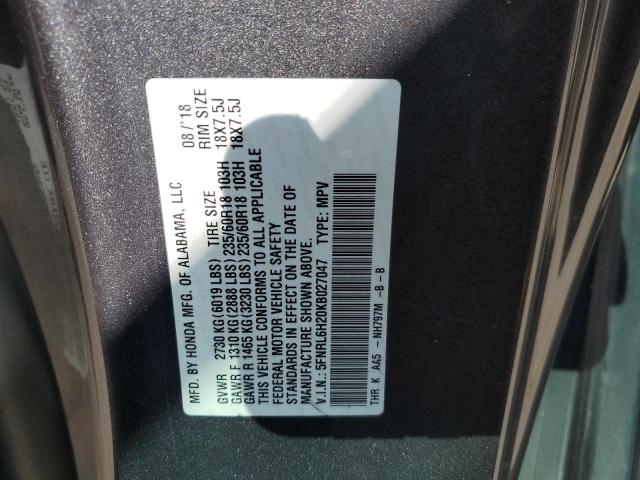 MFD. BY HONDA MFG. OF ALABAMA, LLC 08/'18
TIRE SIZE RIM SIZE
GVWR 2730 KG(6019 LBS)
GAWR F 1310 KG(2888 LBS) 235/60R18 103H 18X7.5J
GAWR R 1465 KG(3230 LBS) 235/60R18 103H 18X7.5J
THIS VEHICLE CONFORMS TO ALL APPLICABLE
FEDERAL MOTOR VEHICLE SAFETY
STANDARDS IN EFFECT ON THE DATE OF
MANUFACTURE SHOWN ABOVE.
V.I.N.: 5FNRL6H20KB027047 TYPE: MPV
THR K AA5 - NH797M -B-B